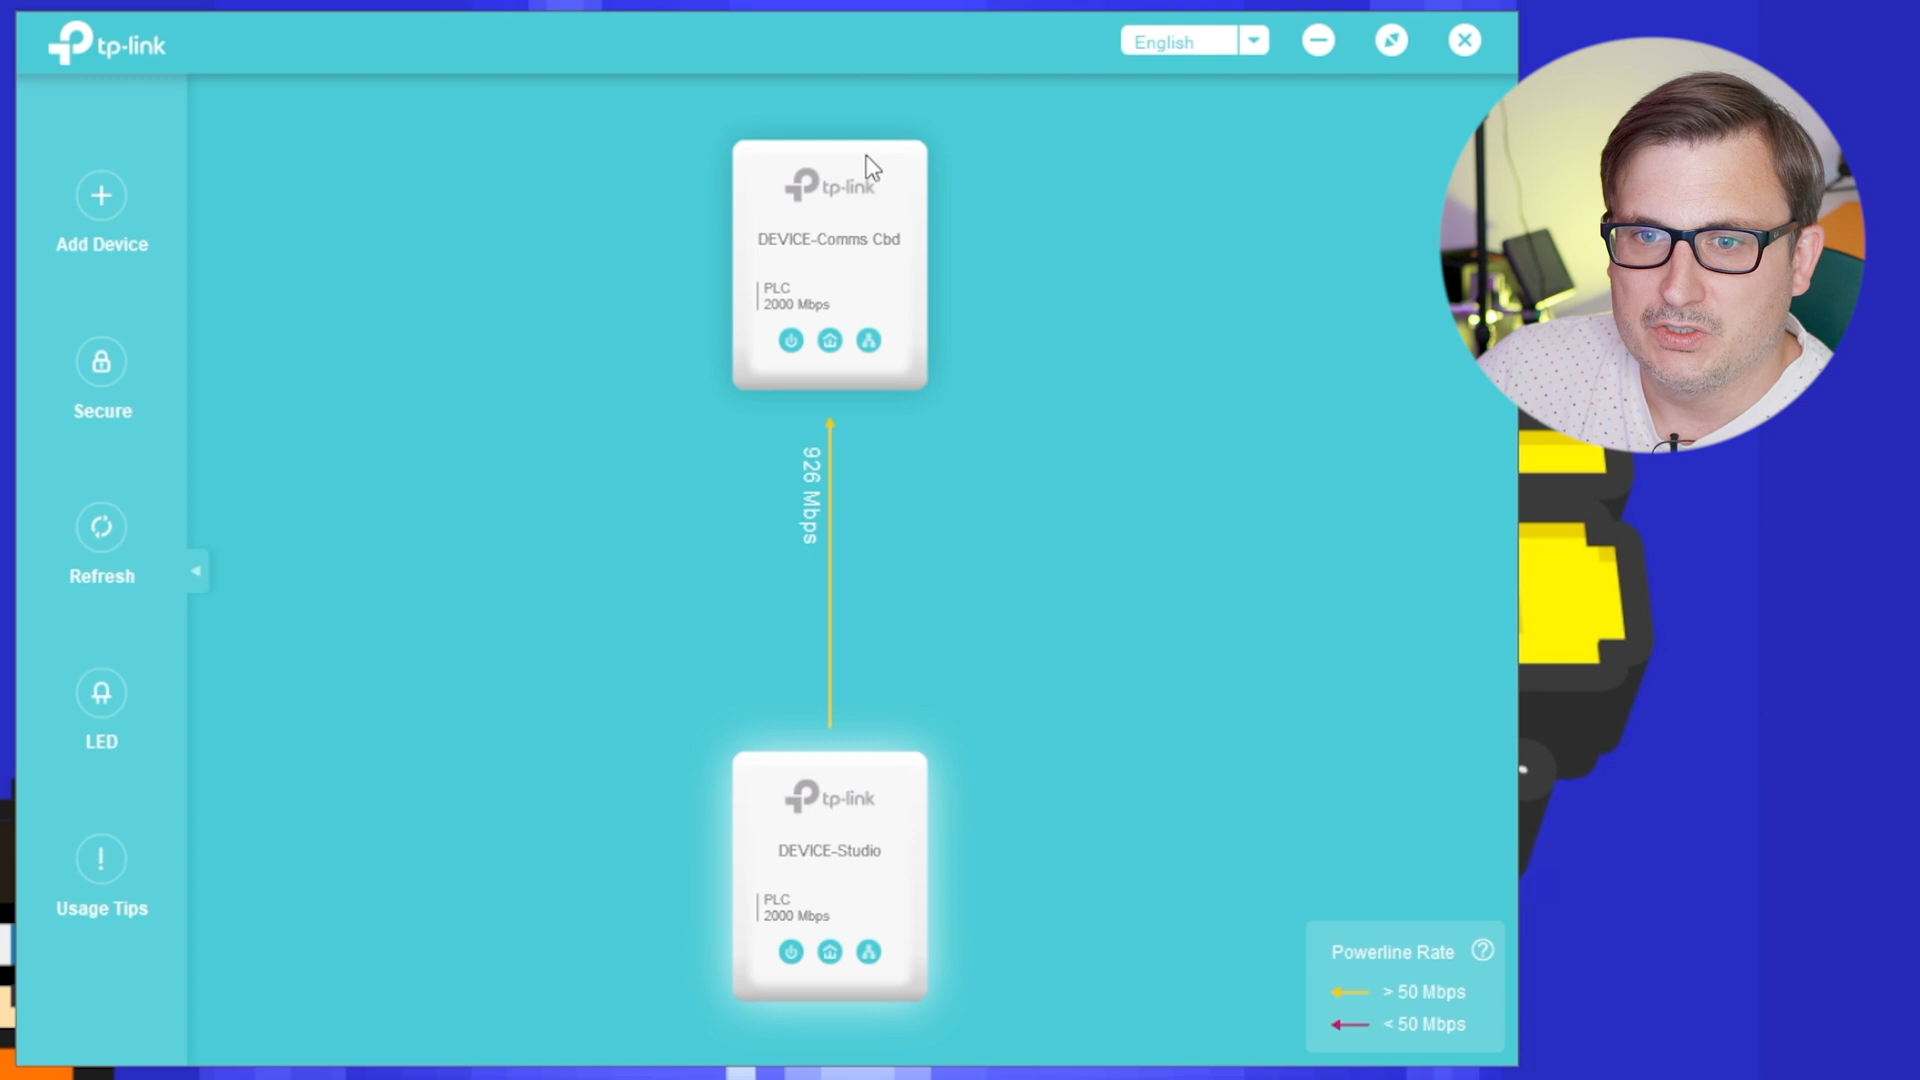 tp-link
English
Add Device
Secure
Refresh
LED
Usage Tips
tp-link
DEVICE-Comms Cbd
PLC
2000 Mbps
926 Mbps
tp-link
DEVICE-Studio
PLC
2000 Mbps
Powerline Rate ?
> 50 Mbps
< 50 Mbps